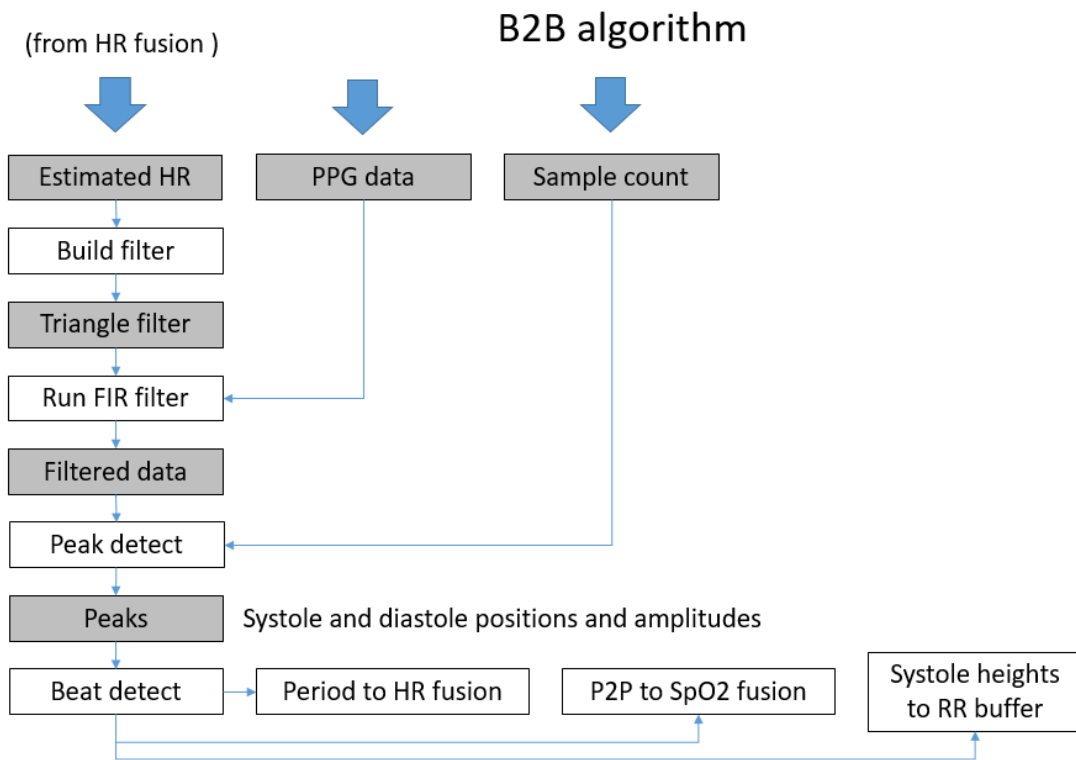 B2B algorithm
(from HR fusion )
Estimated HR
PPG data
Sample count
Build filter
Triangle filter
Run FIR filter
Filtered data
Peak detect
Peaks
Systole and diastole positions and amplitudes
Beat detect
Period to HR fusion
P2P to SpO2 fusion
Systole heights
to RR buffer